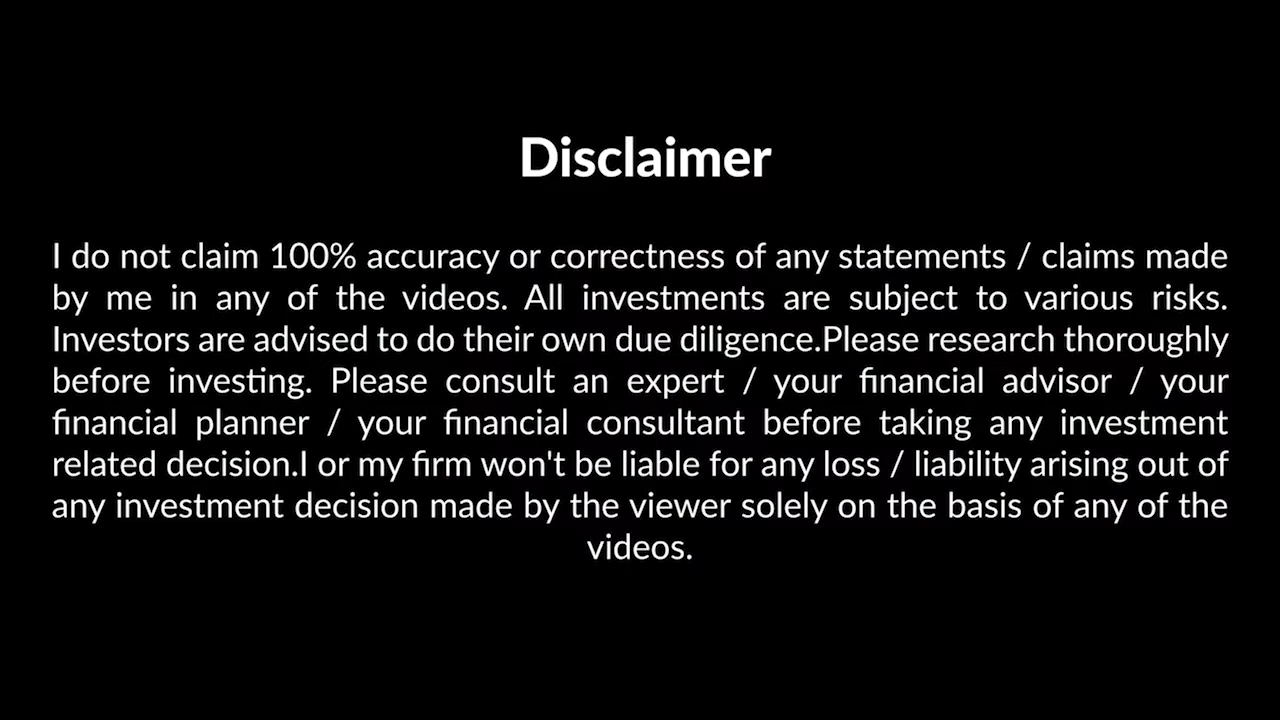 Disclaimer
I do not claim 100% accuracy or correctness of any statements / claims made
by me in any of the videos. All investments are subject to various risks.
Investors are advised to do their own due diligence.Please research thoroughly
before investing. Please consult an expert / your financial advisor / your
financial planner / your financial consultant before taking any investment
related decision.I or my firm won't be liable for any loss / liability arising out of
any investment decision made by the viewer solely on the basis of any of the
videos.